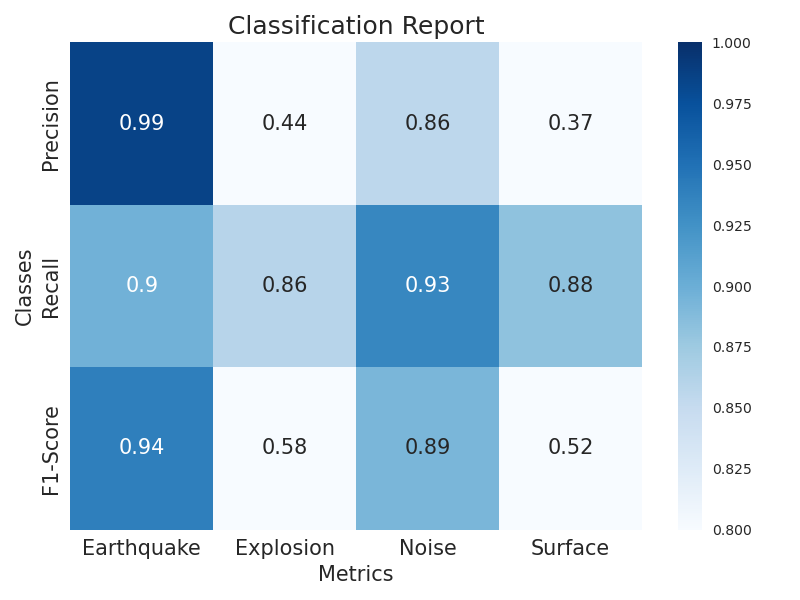 Classification Report
Precision
0.99 0.44 0.86 0.37
Classes
Recall
0.9 0.86 0.93 0.88
F1-Score
0.94 0.58 0.89 0.52
Earthquake Explosion Noise Surface
Metrics
1.000
0.975
0.950
0.925
0.900
0.875
0.850
0.825
0.800